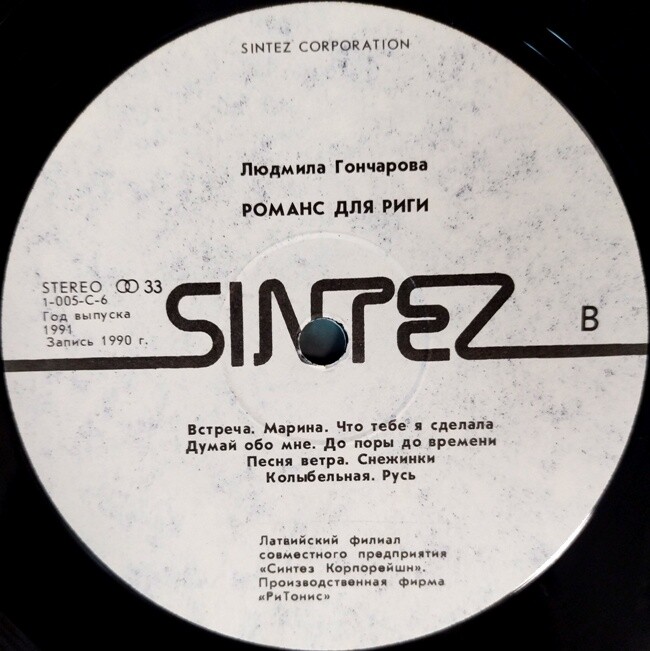 SINTEZ CORPORATION
Людмила Гончарова
РОМАНС ДЛЯ РИГИ
STEREO 33
1-005-С-6
Год выпуска
1991
Запись 1990 г.
SINTEZ
В
Встреча. Марина. Что тебе я сделала
Думай обо мне. До поры до времени
Песня ветра. Снежинки
Колыбельная. Русь
Латвийский филиал
совместного предприятия
«Синтез Корпорейшн».
Производственная фирма
«РиТонис»